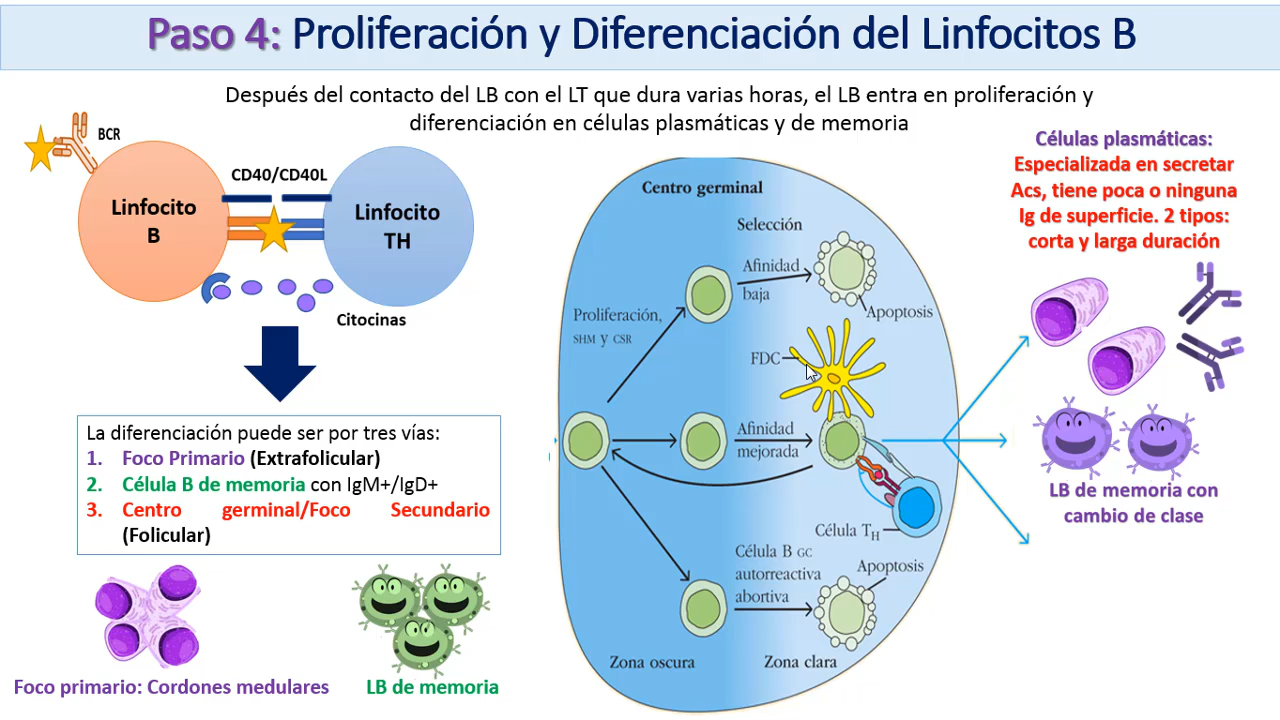 Paso 4: Proliferación y Diferenciación del Linfocitos B
Después del contacto del LB con el LT que dura varias horas, el LB entra en proliferación y
diferenciación en células plasmáticas y de memoria
BCR
Linfocito
B
CD40/CD40L
Linfocito
TH
Citocinas
La diferenciación puede ser por tres vías:
1. Foco Primario (Extrafolicular)
2. Célula B de memoria con IgM+/IgD+
3. Centro germinal/Foco Secundario
(Folicular)
Foco primario: Cordones medulares
LB de memoria
Centro germinal
Selección
Afinidad
baja
Apoptosis
Proliferación,
SHM y CSR
FDC
Afinidad
mejorada
Célula TH
Célula B GC
autorreactiva
abortiva
Apoptosis
Zona oscura
Zona clara
Células plasmáticas:
Especializada en secretar
Acs, tiene poca o ninguna
Ig de superficie. 2 tipos:
corta y larga duración
LB de memoria con
cambio de clase